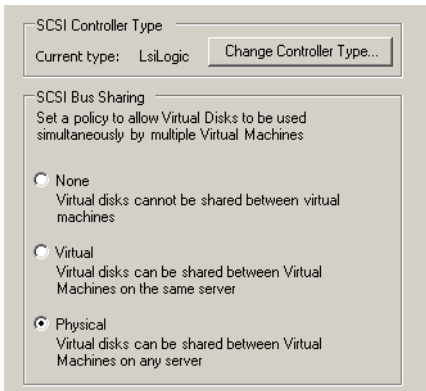 SCSI Controller Type
Current type: LsiLogic Change Controller Type...
SCSI Bus Sharing
Set a policy to allow Virtual Disks to be used
simultaneously by multiple Virtual Machines
None
Virtual disks cannot be shared between virtual
machines
Virtual
Virtual disks can be shared between Virtual
Machines on the same server
Physical
Virtual disks can be shared between Virtual
Machines on any server